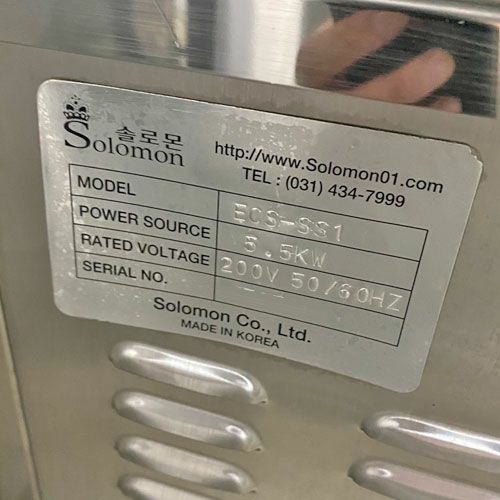 솔로몬
Solomon
http://www.Solomon01.com
TEL : (031) 434-7999
MODEL ECS-SS1
POWER SOURCE 5.5KW
RATED VOLTAGE 200V 50/60HZ
SERIAL NO.
Solomon Co., Ltd.
MADE IN KOREA